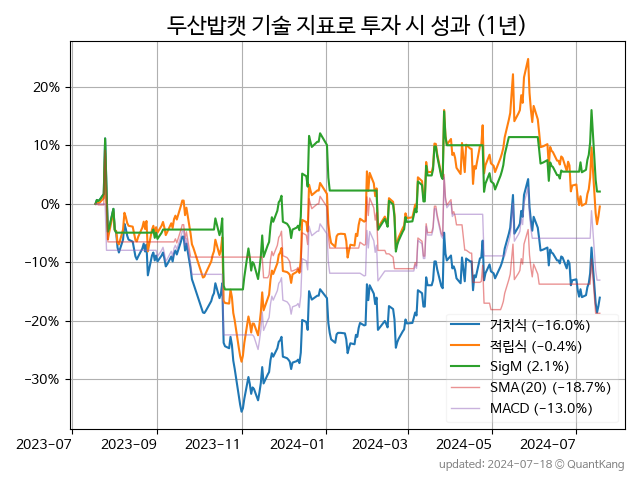 두산밥캣 기술 지표로 투자 시 성과 (1년)
20%
10%
0%
−10%
−20%
−30%
거치식 (−16.0%)
적립식 (−0.4%)
SigM (2.1%)
SMA(20) (−18.7%)
MACD (−13.0%)
2023-07
2023-09
2023-11
2024-01
2024-03
2024-05
2024-07
updated: 2024-07-18 @ QuantKang